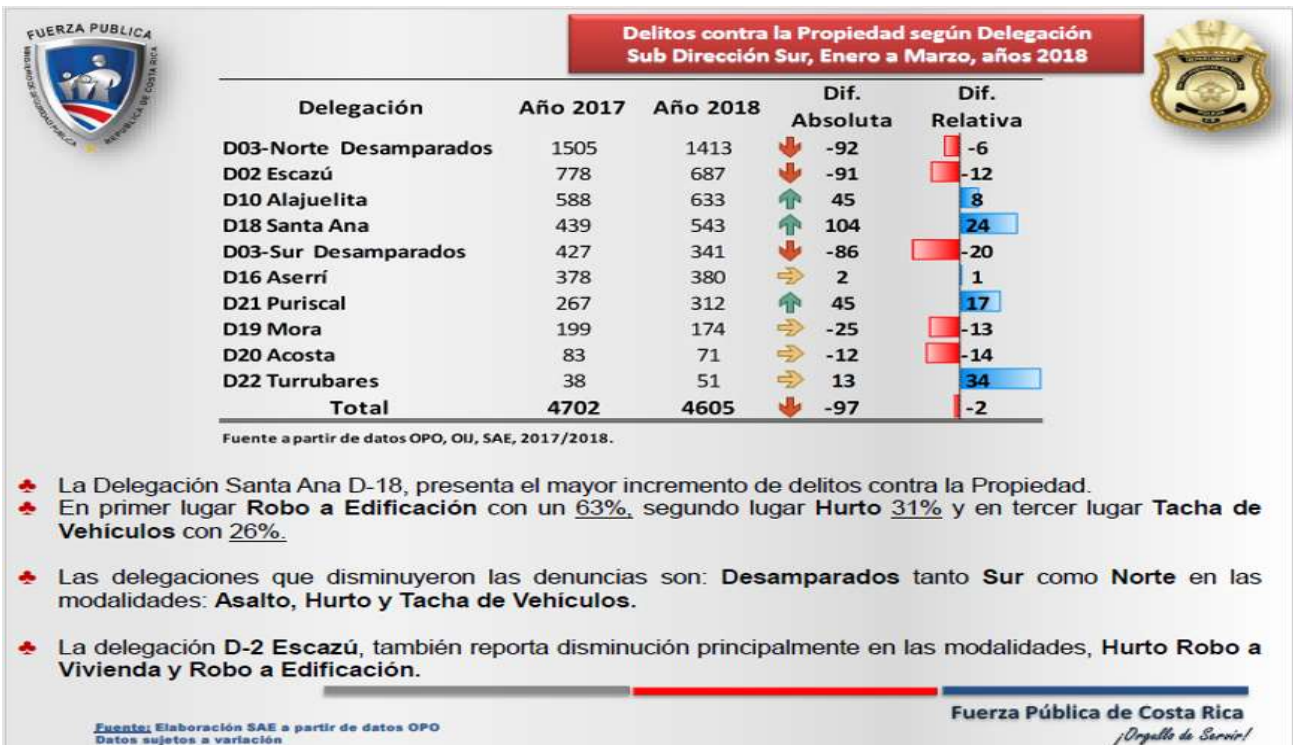 FUERZA PUBLICA
MINISTERIO DE SEGURIDAD PUBLICA
REPUBLICA DE COSTA RICA
Delitos contra la Propiedad según Delegación
Sub Dirección Sur, Enero a Marzo, años 2018
Delegación Año 2017 Año 2018 Dif. Absoluta Dif. Relativa
D03-Norte Desamparados 1505 1413 -92 -6
D02 Escazú 778 687 -91 -12
D10 Alajuelita 588 633 45 8
D18 Santa Ana 439 543 104 24
D03-Sur Desamparados 427 341 -86 -20
D16 Aserrí 378 380 2 1
D21 Puriscal 267 312 45 17
D19 Mora 199 174 -25 -13
D20 Acosta 83 71 -12 -14
D22 Turrubares 38 51 13 34
Total 4702 4605 -97 -2
Fuente a partir de datos OPO, OIJ, SAE, 2017/2018.
La Delegación Santa Ana D-18, presenta el mayor incremento de delitos contra la Propiedad.
En primer lugar Robo a Edificación con un 63%, segundo lugar Hurto 31% y en tercer lugar Tacha de
Vehículos con 26%.
Las delegaciones que disminuyeron las denuncias son: Desamparados tanto Sur como Norte en las
modalidades: Asalto, Hurto y Tacha de Vehículos.
La delegación D-2 Escazú, también reporta disminución principalmente en las modalidades, Hurto Robo a
Vivienda y Robo a Edificación.
Fuente: Elaboración SAE a partir de datos OPO
Datos sujetos a variación
Fuerza Pública de Costa Rica
¡Orgullo de Servir!